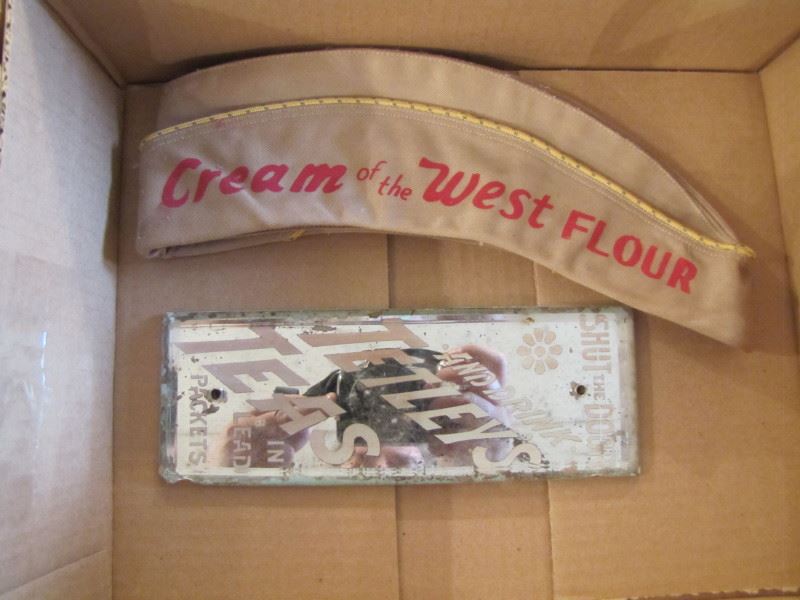 Cream of the West FLOUR
SHUT THE DOOR
AND DRINK
TETLEY'S
TEAS
IN LEAD
PACKETS